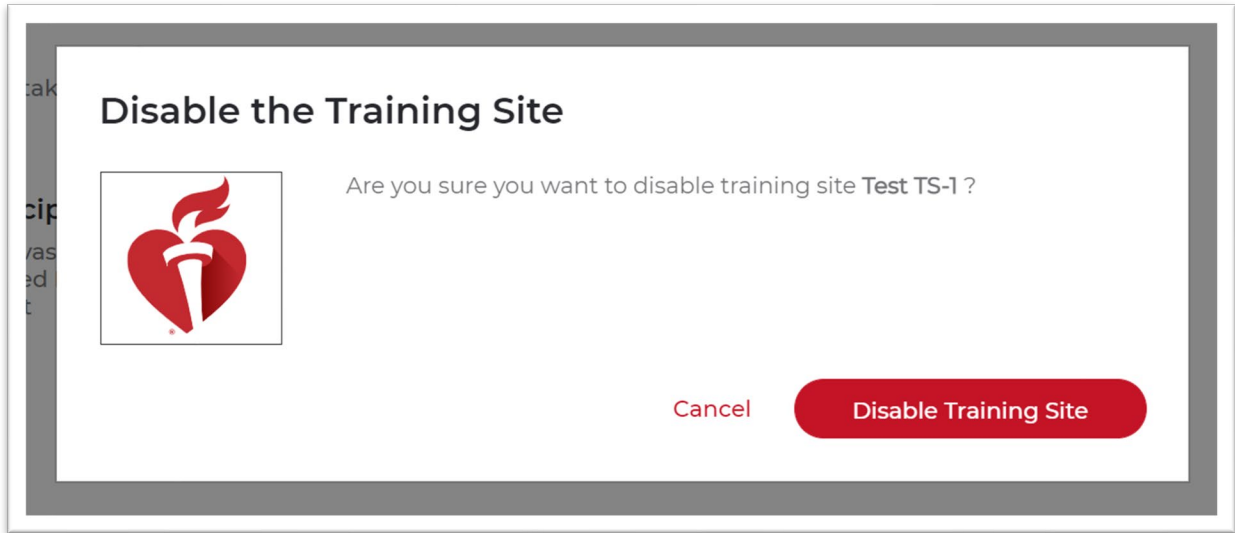 Disable the Training Site
Are you sure you want to disable training site Test TS-1 ?
Cancel
Disable Training Site